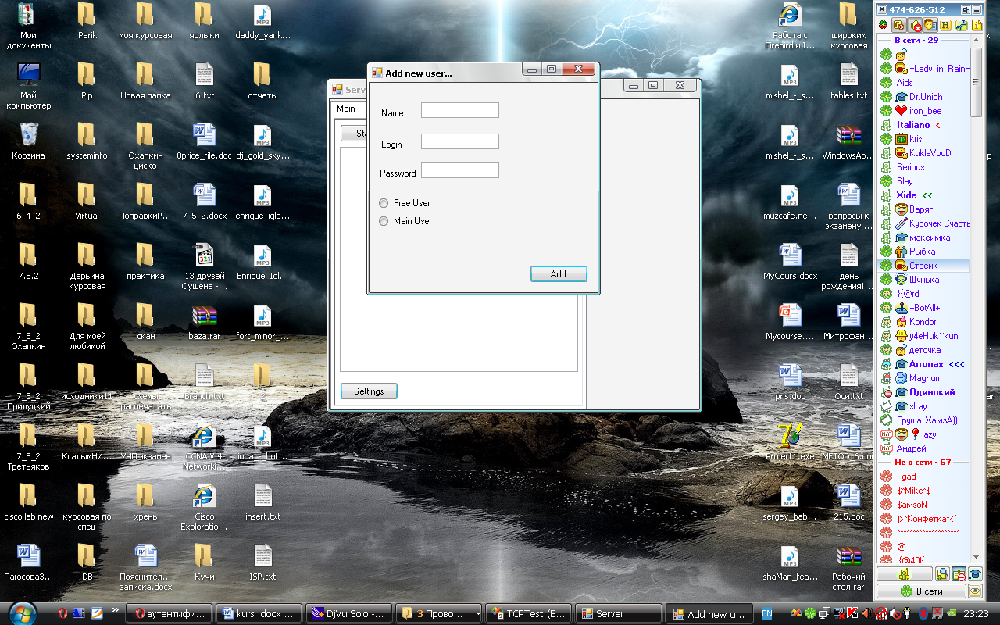 Мои
документы
Parik
моя курсовая
ярлыки
daddy_yank...
Мой
компьютер
Pip
Новая папка
l6.txt
отчеты
Корзина
systeminfo
Охапкин
циско
0price_file.doc
dj_gold_sky...
6_4_2
Virtual
ПоправкиР...
7_5_2.docx
enrique_igle...
7.5.2
Дарьина
курсовая
практика
13 друзей
Оушена -...
Enrique_Igl...
7_5_2
Охапкин
Для моей
любимой
скан
baza.rar
fort_minor_...
7_5_2
Прилуцкий
исходники11
схемы
распечатать
Branch.txt
2
7_5_2
Третьяков
КгалымНИ...
УЧП-экзамен
CCNA V.4
Networki...
inna_-_hot...
cisco lab new
курсовая по
спец
хрень
Cisco
Exploratio...
insert.txt
Паюсова3...
DB
Пояснител...
записка.docx
Кучи
ISP.txt
Add new user...
Name
Login
Password
Free User
Main User
Add
Serv
Main
Sta
Settings
Работа с
Firebird и I...
широких
курсовая
mishel_-_s...
tables.txt
mishel_-_s...
WindowsAp...
muzcafe.ne...
вопросы к
экзамену ...
MyCours.docx
день
рождения!!...
Mycourse....
Митрофан...
pris.doc
Оси.txt
Project1.exe
METOD_6.doc
sergey_bab...
215.doc
shaMan_fea...
Рабочий
стол.rar
474-626-512
В сети - 29
.
=Lady_in_Rain=
Aids
Dr.Unich
iron_bee
Italiano <
kris
KuklaVooD
Serious
Slay
Xide <<
Варяг
Кусочек Счасть
максимка
Рыбка
Стасик
Шунька
}{@rd
+BotAll+
Kondor
y4eHuk~kun
деточка
Arronax <<<
Magnum
Одинокий
sLay
Груша ХамзА))
lazy
Андрей
Не в сети - 67
-gad--
$*Mike*$
$amsoN
)>*Конфетка*<(
@
В сети
аутентифи...
kurs .docx ...
DjVu Solo -...
3 Прово...
TCPTest (В...
Server
Add new u...
EN
23:23